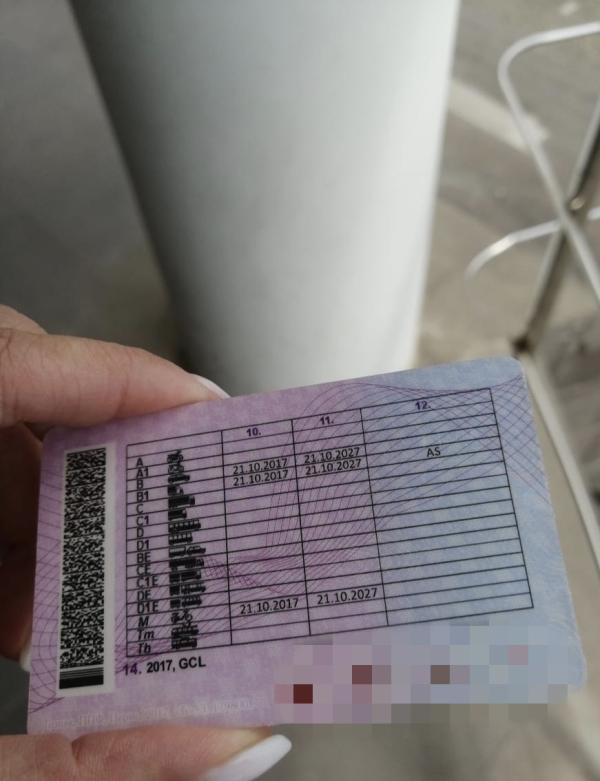 10. 11. 12.
A
A1
B 21.10.2017 21.10.2027
B1 21.10.2017 21.10.2027 AS
C
C1
D
D1
BE
CE
C1E
DE
D1E
M 21.10.2017 21.10.2027
Tm
Tb
14. 2017, GCL